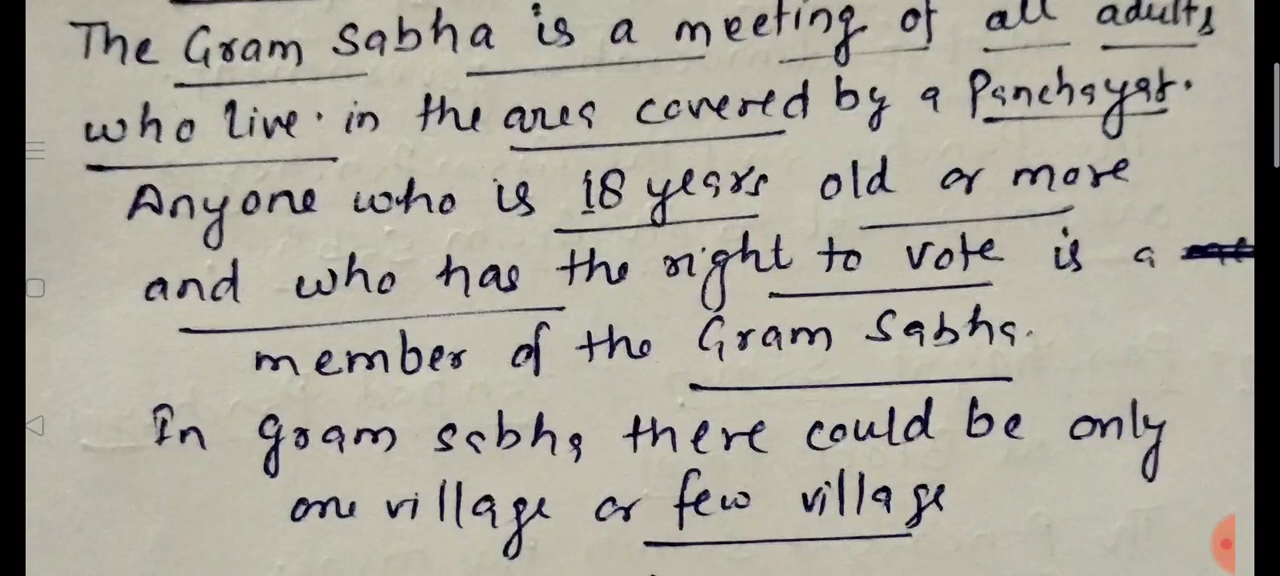 The Gram Sabha is a meeting of all adults
who live in the area covered by a Panchayat.
Anyone who is 18 years old or more
and who has the right to vote is a
member of the Gram Sabha.
In gram sabha there could be only
one village or few village